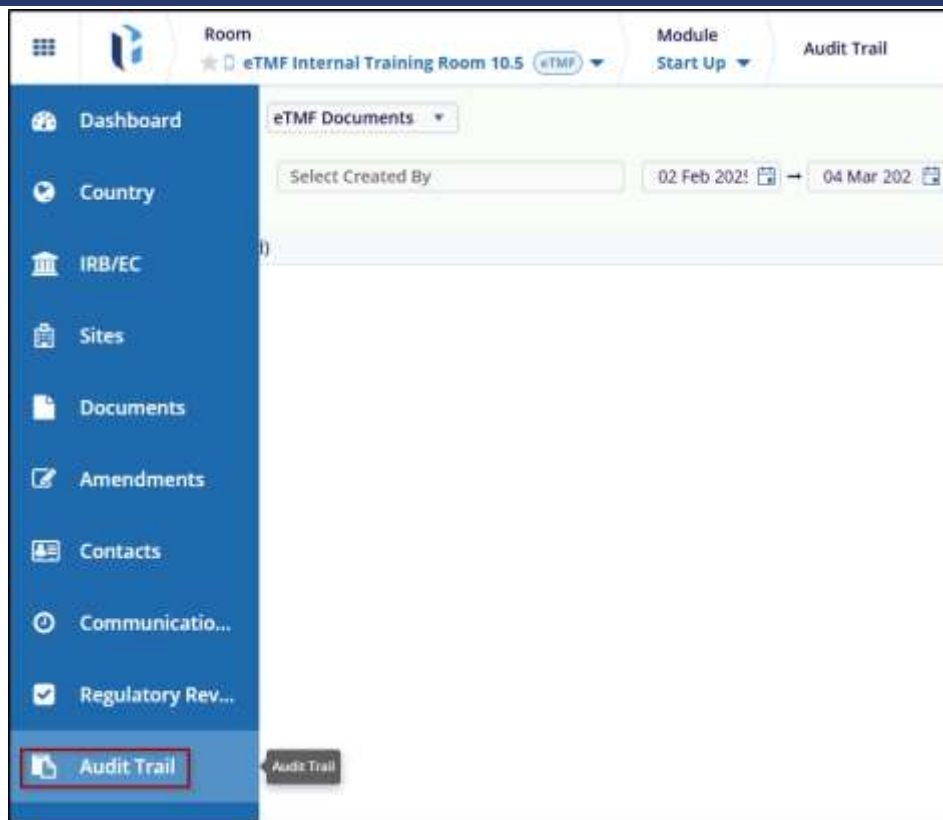 Room
Module
Audit Trail
eTMF Internal Training Room 10.5 eTMF
Start Up
Dashboard
eTMF Documents
Select Created By
02 Feb 202
04 Mar 202
Country
IRB/EC
Sites
Documents
Amendments
Contacts
Communicatio...
Regulatory Rev...
Audit Trail
Audit Trail